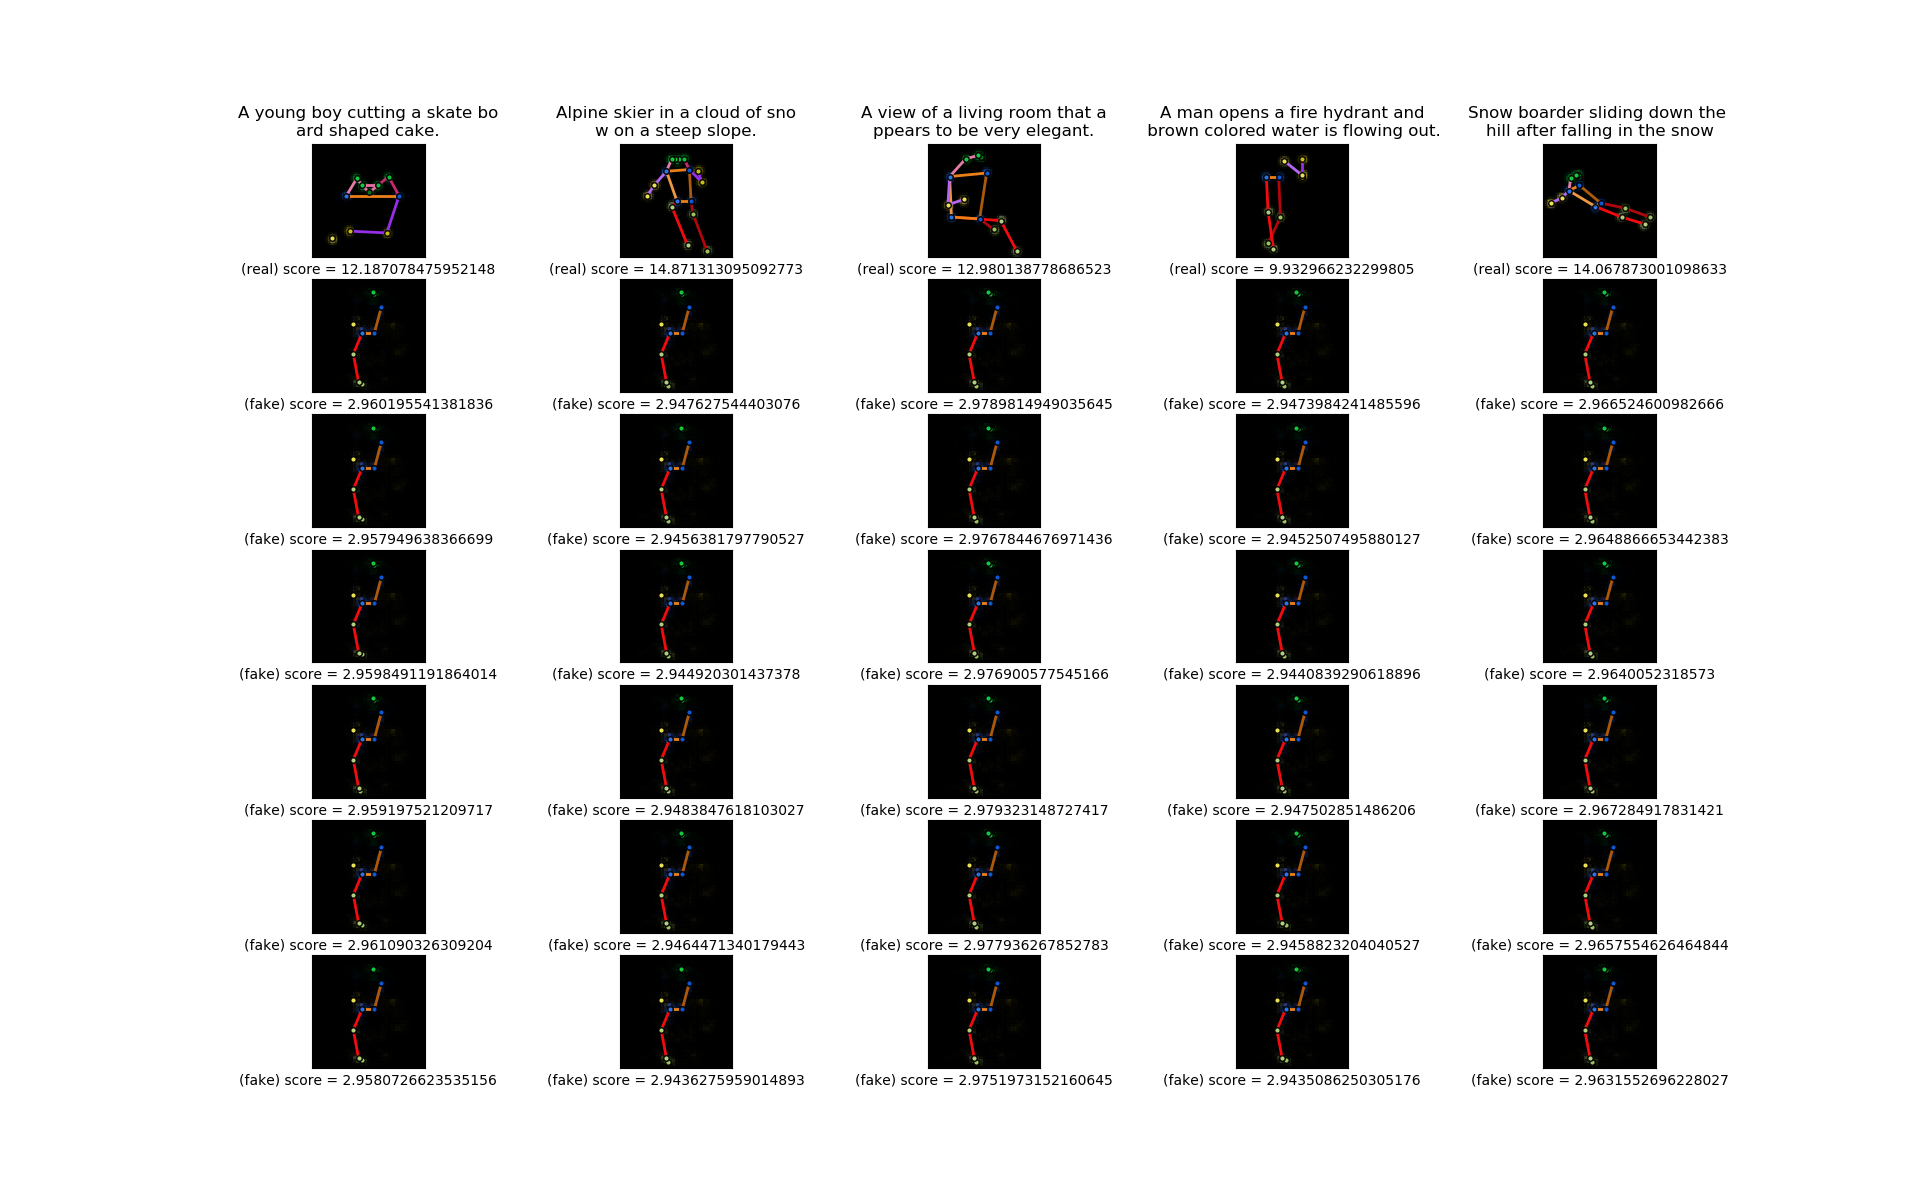 A young boy cutting a skate bo
ard shaped cake.
Alpine skier in a cloud of sno
w on a steep slope.
A view of a living room that a
ppears to be very elegant.
A man opens a fire hydrant and
brown colored water is flowing out.
Snow boarder sliding down the
hill after falling in the snow
(real) score = 12.187078475952148
(real) score = 14.871313095092773
(real) score = 12.980138778686523
(real) score = 9.932966232299805
(real) score = 14.067873001098633
(fake) score = 2.960195541381836
(fake) score = 2.947627544403076
(fake) score = 2.9789814949035645
(fake) score = 2.9473984241485596
(fake) score = 2.966524600982666
(fake) score = 2.957949638366699
(fake) score = 2.9456381797790527
(fake) score = 2.9767844676971436
(fake) score = 2.9452507495880127
(fake) score = 2.9648866653442383
(fake) score = 2.9598491191864014
(fake) score = 2.944920301437378
(fake) score = 2.976900577545166
(fake) score = 2.9440839290618896
(fake) score = 2.9640052318573
(fake) score = 2.959197521209717
(fake) score = 2.9483847618103027
(fake) score = 2.979323148727417
(fake) score = 2.947502851486206
(fake) score = 2.967284917831421
(fake) score = 2.961090326309204
(fake) score = 2.9464471340179443
(fake) score = 2.977936267852783
(fake) score = 2.9458823204040527
(fake) score = 2.9657554626464844
(fake) score = 2.9580726623535156
(fake) score = 2.9436275959014893
(fake) score = 2.9751973152160645
(fake) score = 2.9435086250305176
(fake) score = 2.9631552696228027